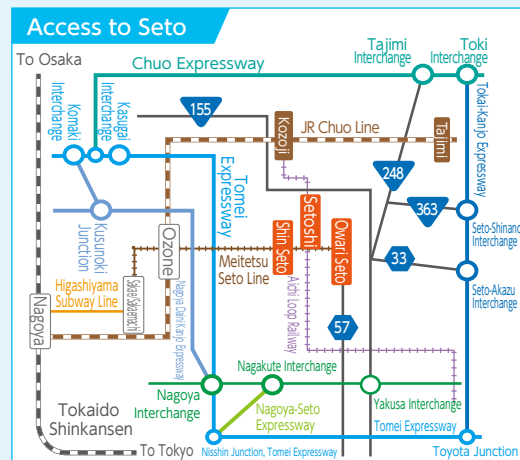 Access to Seto
To Osaka
Chuo Expressway
Tajimi
Interchange
Toki
Interchange
Komaki
Interchange
Kasugai
Interchange
155
Kozoji
JR Chuo Line
Tajimi
Tokai-Kanjo Expressway
Tomei
Expressway
248
363
Kusunoki
Junction
Seto-Shinano
Interchange
Ozone
Setoshi
Shin Seto
Owari Seto
33
Meitetsu
Seto Line
Higashiyama
Subway Line
Sakae/Sakaemachi
Nagoya
Nagoya Dani Kanjo Expressway
Aichi Loop Railway
Seto-Akazu
Interchange
57
Nagakute Interchange
Nagoya
Interchange
Nagoya-Seto
Expressway
Yakusa Interchange
Tokaido
Shinkansen
Tomei Expressway
To Tokyo
Nisshin Junction, Tomei Expressway
Toyota Junction